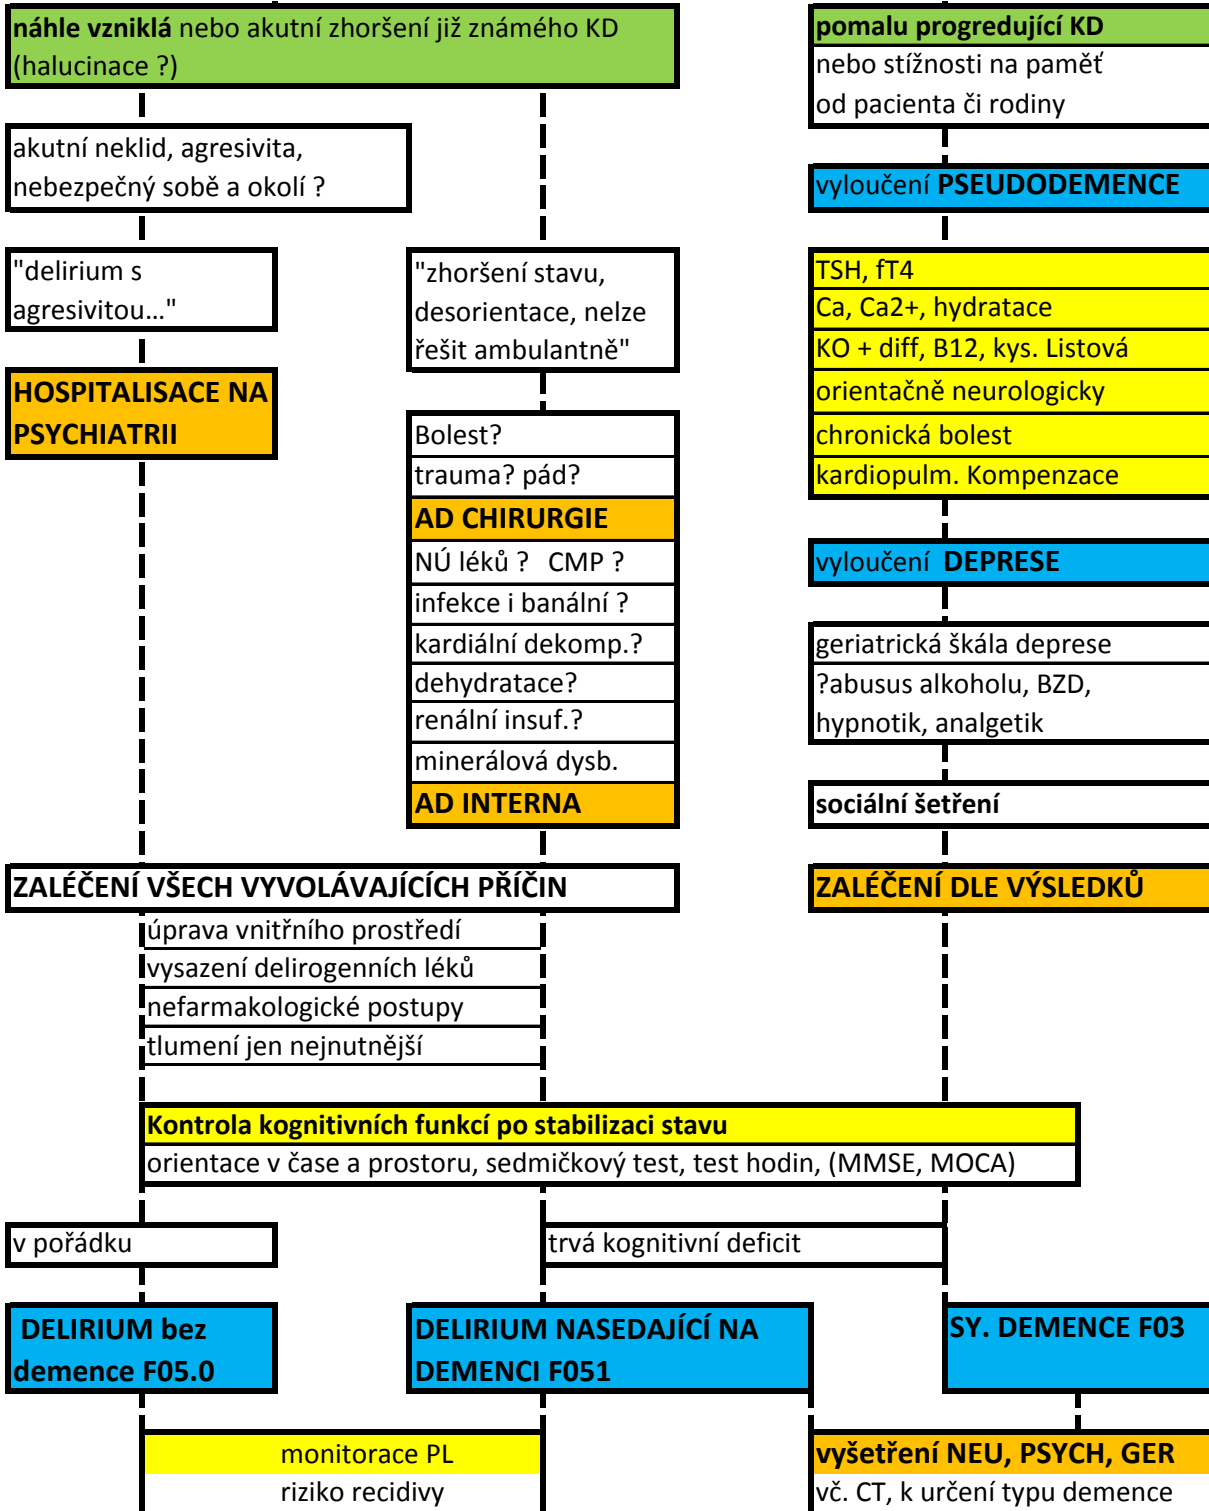 náhle vzniklá nebo akutní zhoršení již známého KD
(halucinace ?)
akutní neklid, agresivita,
nebezpečný sobě a okolí ?
"delirium s
agresivitou..."
HOSPITALISACE NA
PSYCHIATRII
"zhoršení stavu,
desorientace, nelze
řešit ambulantně"
Bolest?
trauma? pád?
AD CHIRURGIE
NÚ léků ? CMP ?
infekce i banální ?
kardiální dekomp.?
dehydratace?
renální insuf.?
minerálová dysb.
AD INTERNA
pomalu progredující KD
nebo stížnosti na paměť
od pacienta či rodiny
vyloučení PSEUDODEMENCE
TSH, fT4
Ca, Ca2+, hydratace
KO + diff, B12, kys. Listová
orientačně neurologicky
chronická bolest
kardiopulm. Kompenzace
vyloučení DEPRESE
geriatrická škála deprese
?abusus alkoholu, BZD,
hypnotik, analgetik
sociální šetření
ZALÉČENÍ VŠECH VYVOLÁVAJÍCÍCH PŘÍČIN
ZALÉČENÍ DLE VÝSLEDKŮ
úprava vnitřního prostředí
vysazení delirogenních léků
nefarmakologické postupy
tlumení jen nejnutnější
Kontrola kognitivních funkcí po stabilizaci stavu
orientace v čase a prostoru, sedmičkový test, test hodin, (MMSE, MOCA)
v pořádku
trvá kognitivní deficit
DELIRIUM bez
demence F05.0
DELIRIUM NASEDAJÍCÍ NA
DEMENCI F051
SY. DEMENCE F03
monitorace PL
riziko recidivy
vyšetření NEU, PSYCH, GER
vč. CT, k určení typu demence